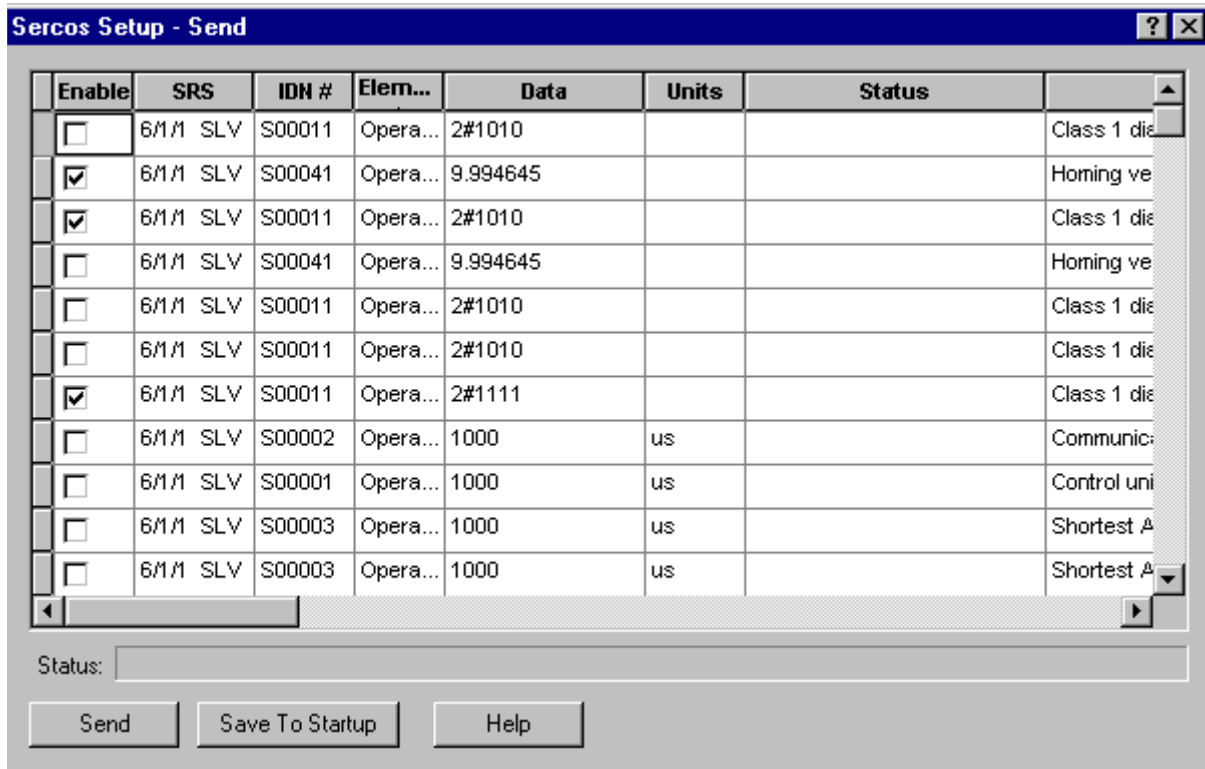 Sercos Setup - Send
Enable SRS IDN # Elem... Data Units Status
6/1/1 SLV S00011 Opera... 2#1010 Class 1 dia
6/1/1 SLV S00041 Opera... 9.994645 Homing ve
6/1/1 SLV S00011 Opera... 2#1010 Class 1 dia
6/1/1 SLV S00041 Opera... 9.994645 Homing ve
6/1/1 SLV S00011 Opera... 2#1010 Class 1 dia
6/1/1 SLV S00011 Opera... 2#1010 Class 1 dia
6/1/1 SLV S00011 Opera... 2#1111 Class 1 dia
6/1/1 SLV S00002 Opera... 1000 us Communica
6/1/1 SLV S00001 Opera... 1000 us Control uni
6/1/1 SLV S00003 Opera... 1000 us Shortest A
6/1/1 SLV S00003 Opera... 1000 us Shortest A
Status:
Send Save To Startup Help